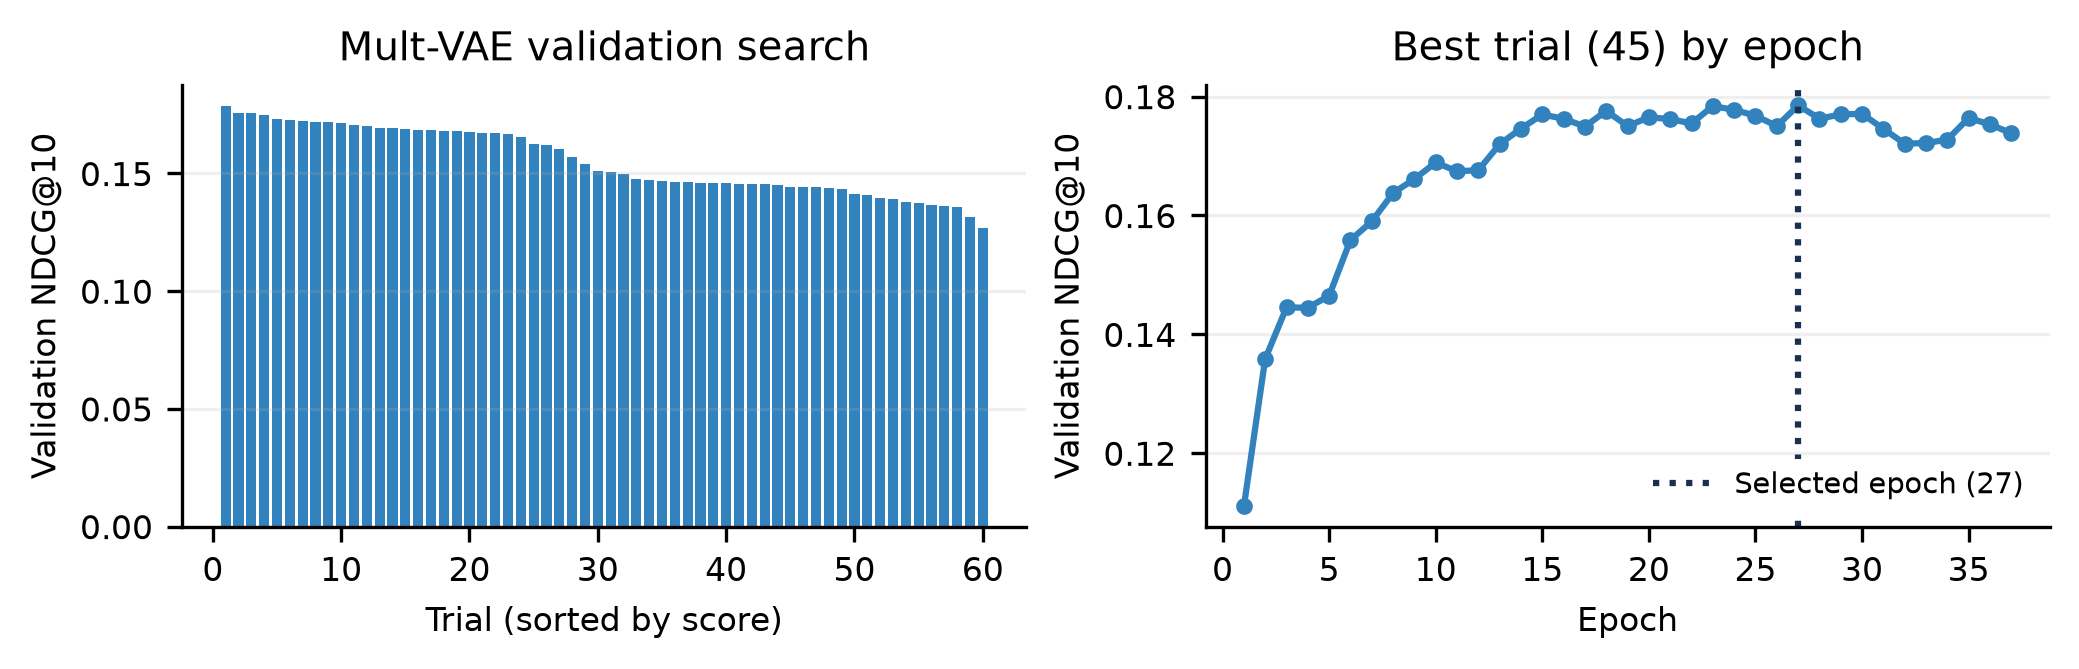 Mult-VAE validation search
Validation NDCG@10
0.15
0.10
0.05
0.00
0 10 20 30 40 50 60
Trial (sorted by score)
Best trial (45) by epoch
Validation NDCG@10
0.18
0.16
0.14
0.12
Selected epoch (27)
0 5 10 15 20 25 30 35
Epoch